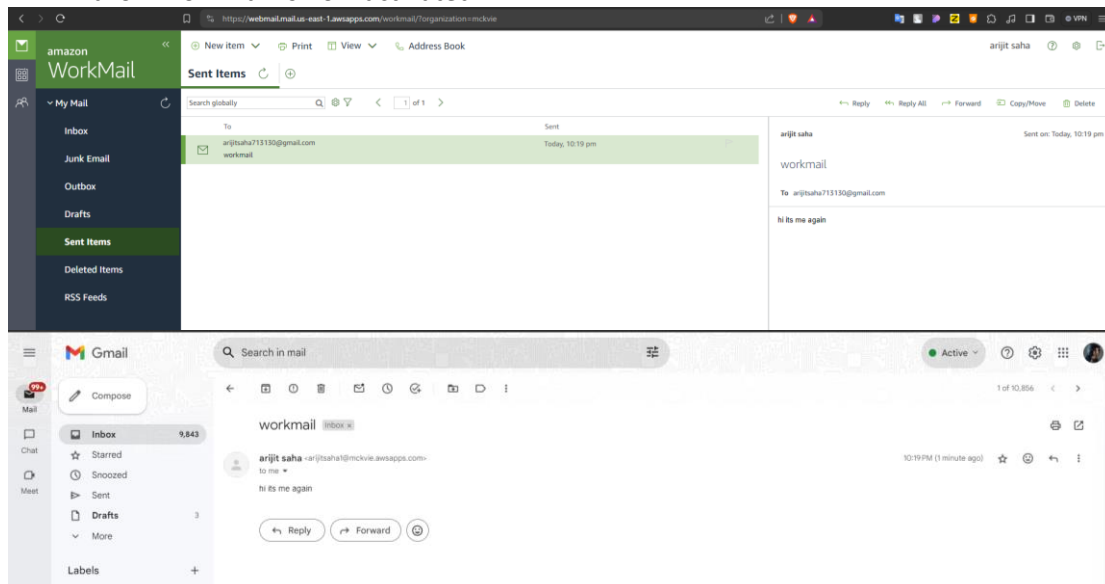 https://webmail.mail.us-east-1.awsapps.com/workmail/?organization=mckvie
VPN
amazon
WorkMail
New item
Print
View
Address Book
arijit saha
Sent Items
My Mail
Inbox
Junk Email
Outbox
Drafts
Sent Items
Deleted Items
RSS Feeds
Search globally
1 of 1
Reply
Reply All
Forward
Copy/Move
Delete
To
Sent
arijitsaha713130@gmail.com
Today, 10:19 pm
workmail
arijit saha
Sent on: Today, 10:19 pm
workmail
To arijitsaha713130@gmail.com
hi its me again
Gmail
Search in mail
Active
99+
Mail
Chat
Meet
Compose
Inbox 9,843
Starred
Snoozed
Sent
Drafts 3
More
Labels
1 of 10,856
workmail Inbox x
arijit saha <arijitsaha1@mckvie.awsapps.com>
10:19 PM (1 minute ago)
to me
hi its me again
Reply
Forward